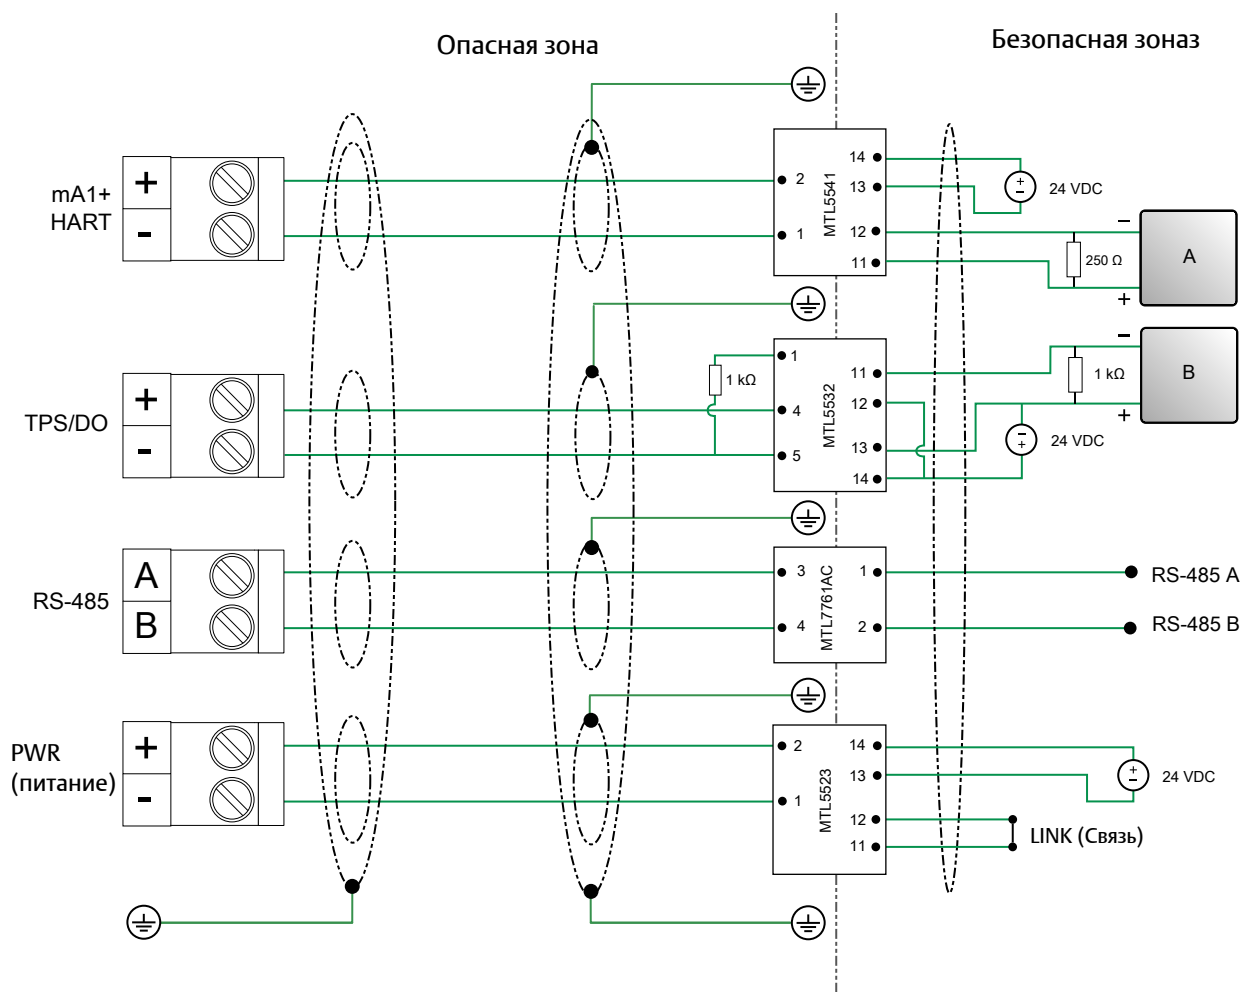 Опасная зона
Безопасная зоназ
mA1+
HART
+
-
2
1
MTL5541
14
13
12
11
+
-
24 VDC
250 Ω
-
A
+
TPS/DO
+
-
1 kΩ
1
4
5
MTL5532
11
12
13
14
-
+
24 VDC
1 kΩ
-
B
+
RS-485
A
B
3
4
MTL7761AC
1
2
RS-485 A
RS-485 B
PWR
(питание)
+
-
2
1
MTL5523
14
13
12
11
+
-
24 VDC
LINK (Связь)